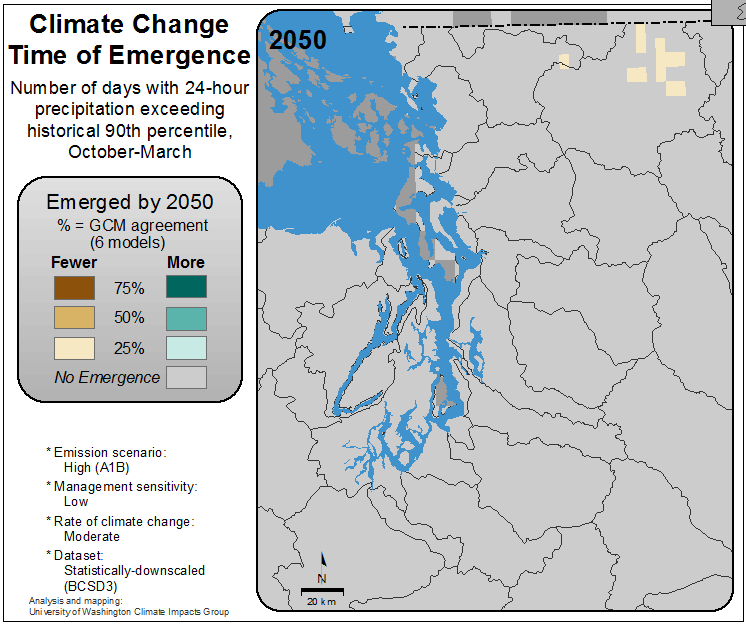 Climate Change
Time of Emergence
Number of days with 24-hour
precipitation exceeding
historical 90th percentile,
October-March
Emerged by 2050
% = GCM agreement
(6 models)
Fewer More
75%
50%
25%
No Emergence
* Emission scenario:
High (A1B)
* Management sensitivity:
Low
* Rate of climate change:
Moderate
* Dataset:
Statistically-downscaled
(BCSD3)
Analysis and mapping:
University of Washington Climate Impacts Group
2050
N
20 km